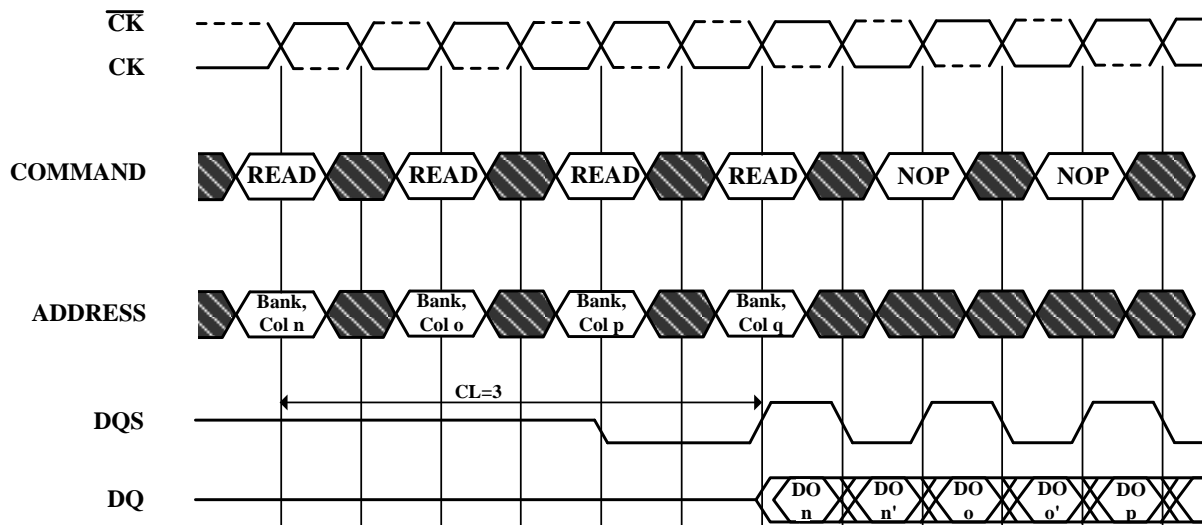 CK
CK
COMMAND
READ
READ
READ
READ
NOP
NOP
ADDRESS
Bank,
Col n
Bank,
Col o
Bank,
Col p
Bank,
Col q
CL=3
DQS
DQ
DO
n
DO
n'
DO
o
DO
o'
DO
p